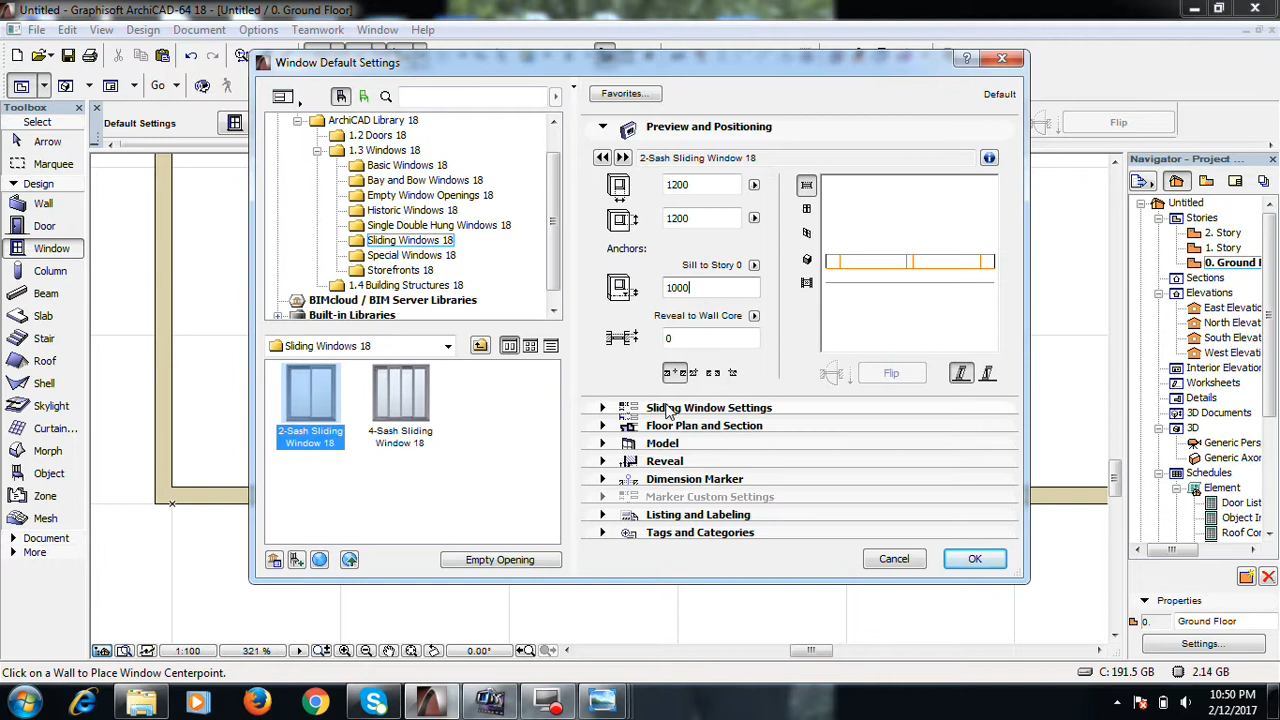 Untitled - Graphisoft ArchiCAD-64 18 - [Untitled / 0. Ground Floor]
File Edit View Design Document Options Teamwork Window Help
Go
Toolbox
Select
Arrow
Marquee
Design
Wall
Door
Window
Column
Beam
Slab
Stair
Roof
Shell
Skylight
Curtain...
Morph
Object
Zone
Mesh
Document
More
Default Settings
Flip
Window Default Settings
ArchiCAD Library 18
1.2 Doors 18
1.3 Windows 18
Basic Windows 18
Bay and Bow Windows 18
Empty Window Openings 18
Historic Windows 18
Single Double Hung Windows 18
Sliding Windows 18
Special Windows 18
Storefronts 18
1.4 Building Structures 18
BIMcloud / BIM Server Libraries
Built-in Libraries
Sliding Windows 18
2-Sash Sliding
Window 18
4-Sash Sliding
Window 18
Empty Opening
Favorites...
Default
Preview and Positioning
2-Sash Sliding Window 18
1200
1200
Anchors:
Sill to Story 0
1000
Reveal to Wall Core
0
Flip
Sliding Window Settings
Floor Plan and Section
Model
Reveal
Dimension Marker
Marker Custom Settings
Listing and Labeling
Tags and Categories
Cancel
OK
Navigator - Project ...
Untitled
Stories
2. Story
1. Story
0. Ground
Sections
Elevations
East Elevati
North Elevat
South Elevat
West Elevati
Interior Elevat
Worksheets
Details
3D Documents
3D
Generic Pers
Generic Axon
Schedules
Element
Door List
Object In
Roof Con
Properties
0. Ground Floor
Settings...
1:100
321 %
0.00°
Click on a Wall to Place Window Centerpoint.
C: 191.5 GB
2.14 GB
10:50 PM
2/12/2017